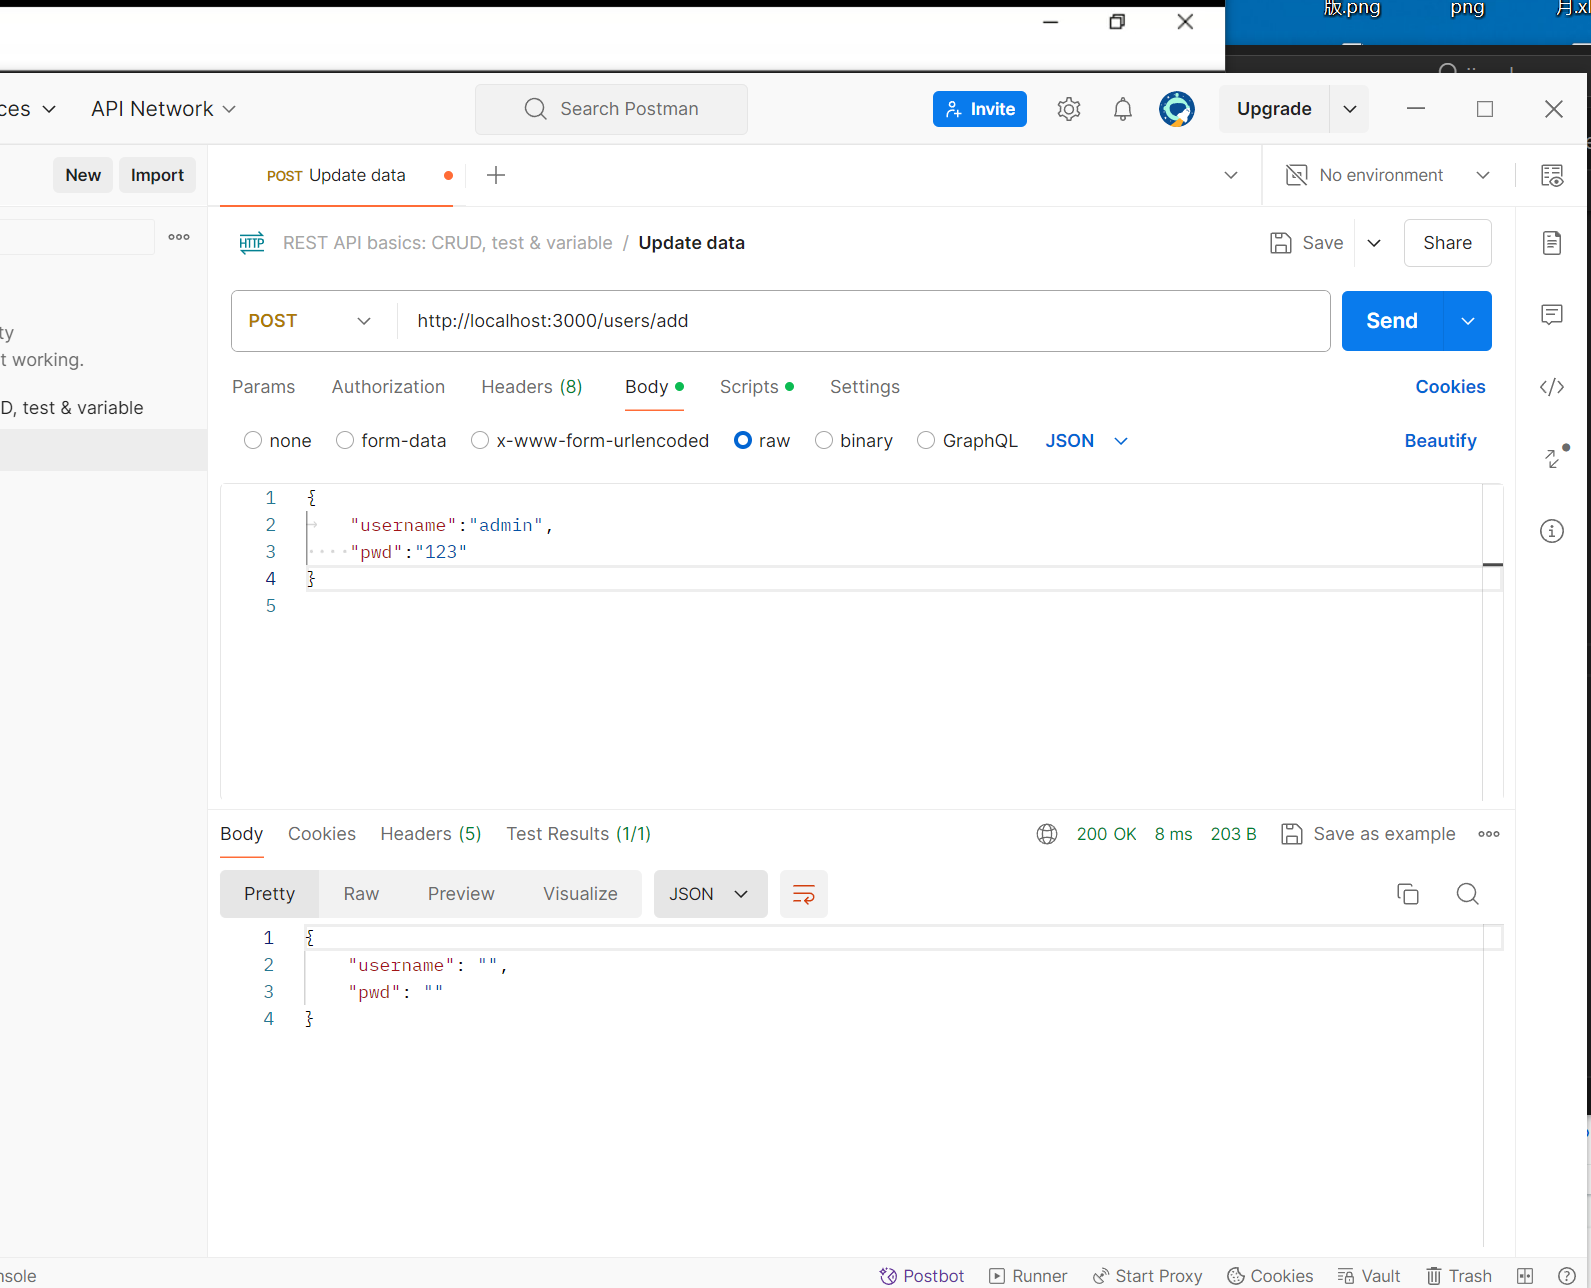 版.png
png
月.xl
ces
API Network
Search Postman
Invite
Upgrade
New
Import
POST Update data
No environment
HTTP REST API basics: CRUD, test & variable / Update data
Save
Share
ty
t working.
D, test & variable
POST
http://localhost:3000/users/add
Send
Params
Authorization
Headers (8)
Body
Scripts
Settings
Cookies
none
form-data
x-www-form-urlencoded
raw
binary
GraphQL
JSON
Beautify
1 {
2 "username":"admin",
3 "pwd":"123"
4 }
5
Body
Cookies
Headers (5)
Test Results (1/1)
200 OK
8 ms
203 B
Save as example
Pretty
Raw
Preview
Visualize
JSON
1 {
2 "username": "",
3 "pwd": ""
4 }
nsole
Postbot
Runner
Start Proxy
Cookies
Vault
Trash